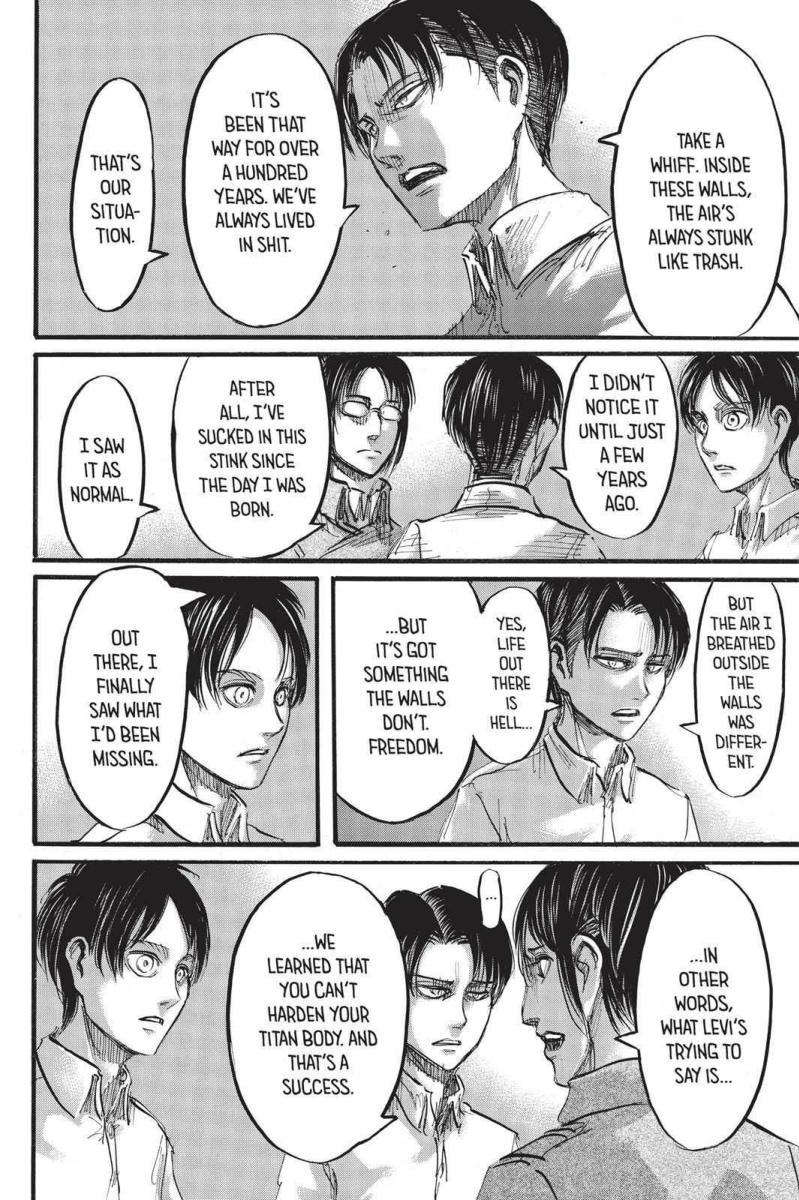 TAKE A
WHIFF. INSIDE
THESE WALLS,
THE AIR'S
ALWAYS STUNK
LIKE TRASH.
IT'S
BEEN THAT
WAY FOR OVER
A HUNDRED
YEARS. WE'VE
ALWAYS LIVED
IN SHIT.
THAT'S
OUR
SITUA-
TION.
I DIDN'T
NOTICE IT
UNTIL JUST
A FEW
YEARS
AGO.
AFTER
ALL, I'VE
SUCKED IN THIS
STINK SINCE
THE DAY I WAS
BORN.
I SAW
IT AS
NORMAL.
BUT
THE AIR I
BREATHED
OUTSIDE
THE
WALLS
WAS
DIFFER-
ENT.
YES,
LIFE
OUT
THERE
IS
HELL...
...BUT
IT'S GOT
SOMETHING
THE WALLS
DON'T.
FREEDOM.
OUT
THERE, I
FINALLY
SAW WHAT
I'D BEEN
MISSING.
...IN
OTHER
WORDS,
WHAT LEVI'S
TRYING TO
SAY IS...
...
...WE
LEARNED THAT
YOU CAN'T
HARDEN YOUR
TITAN BODY. AND
THAT'S A
SUCCESS.